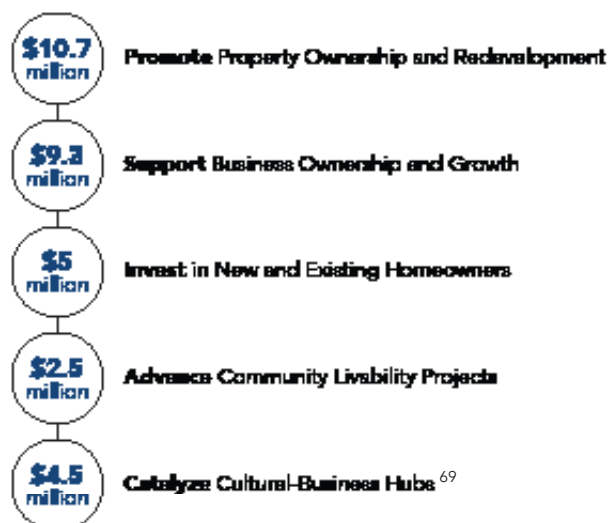 $10.7
million
Promote Property Ownership and Redevelopment
$9.3
million
Support Business Ownership and Growth
$5
million
Invest in New and Existing Homeowners
$2.5
million
Advance Community Livability Projects
$4.5
million
Catalyze Cultural-Business Hubs 69